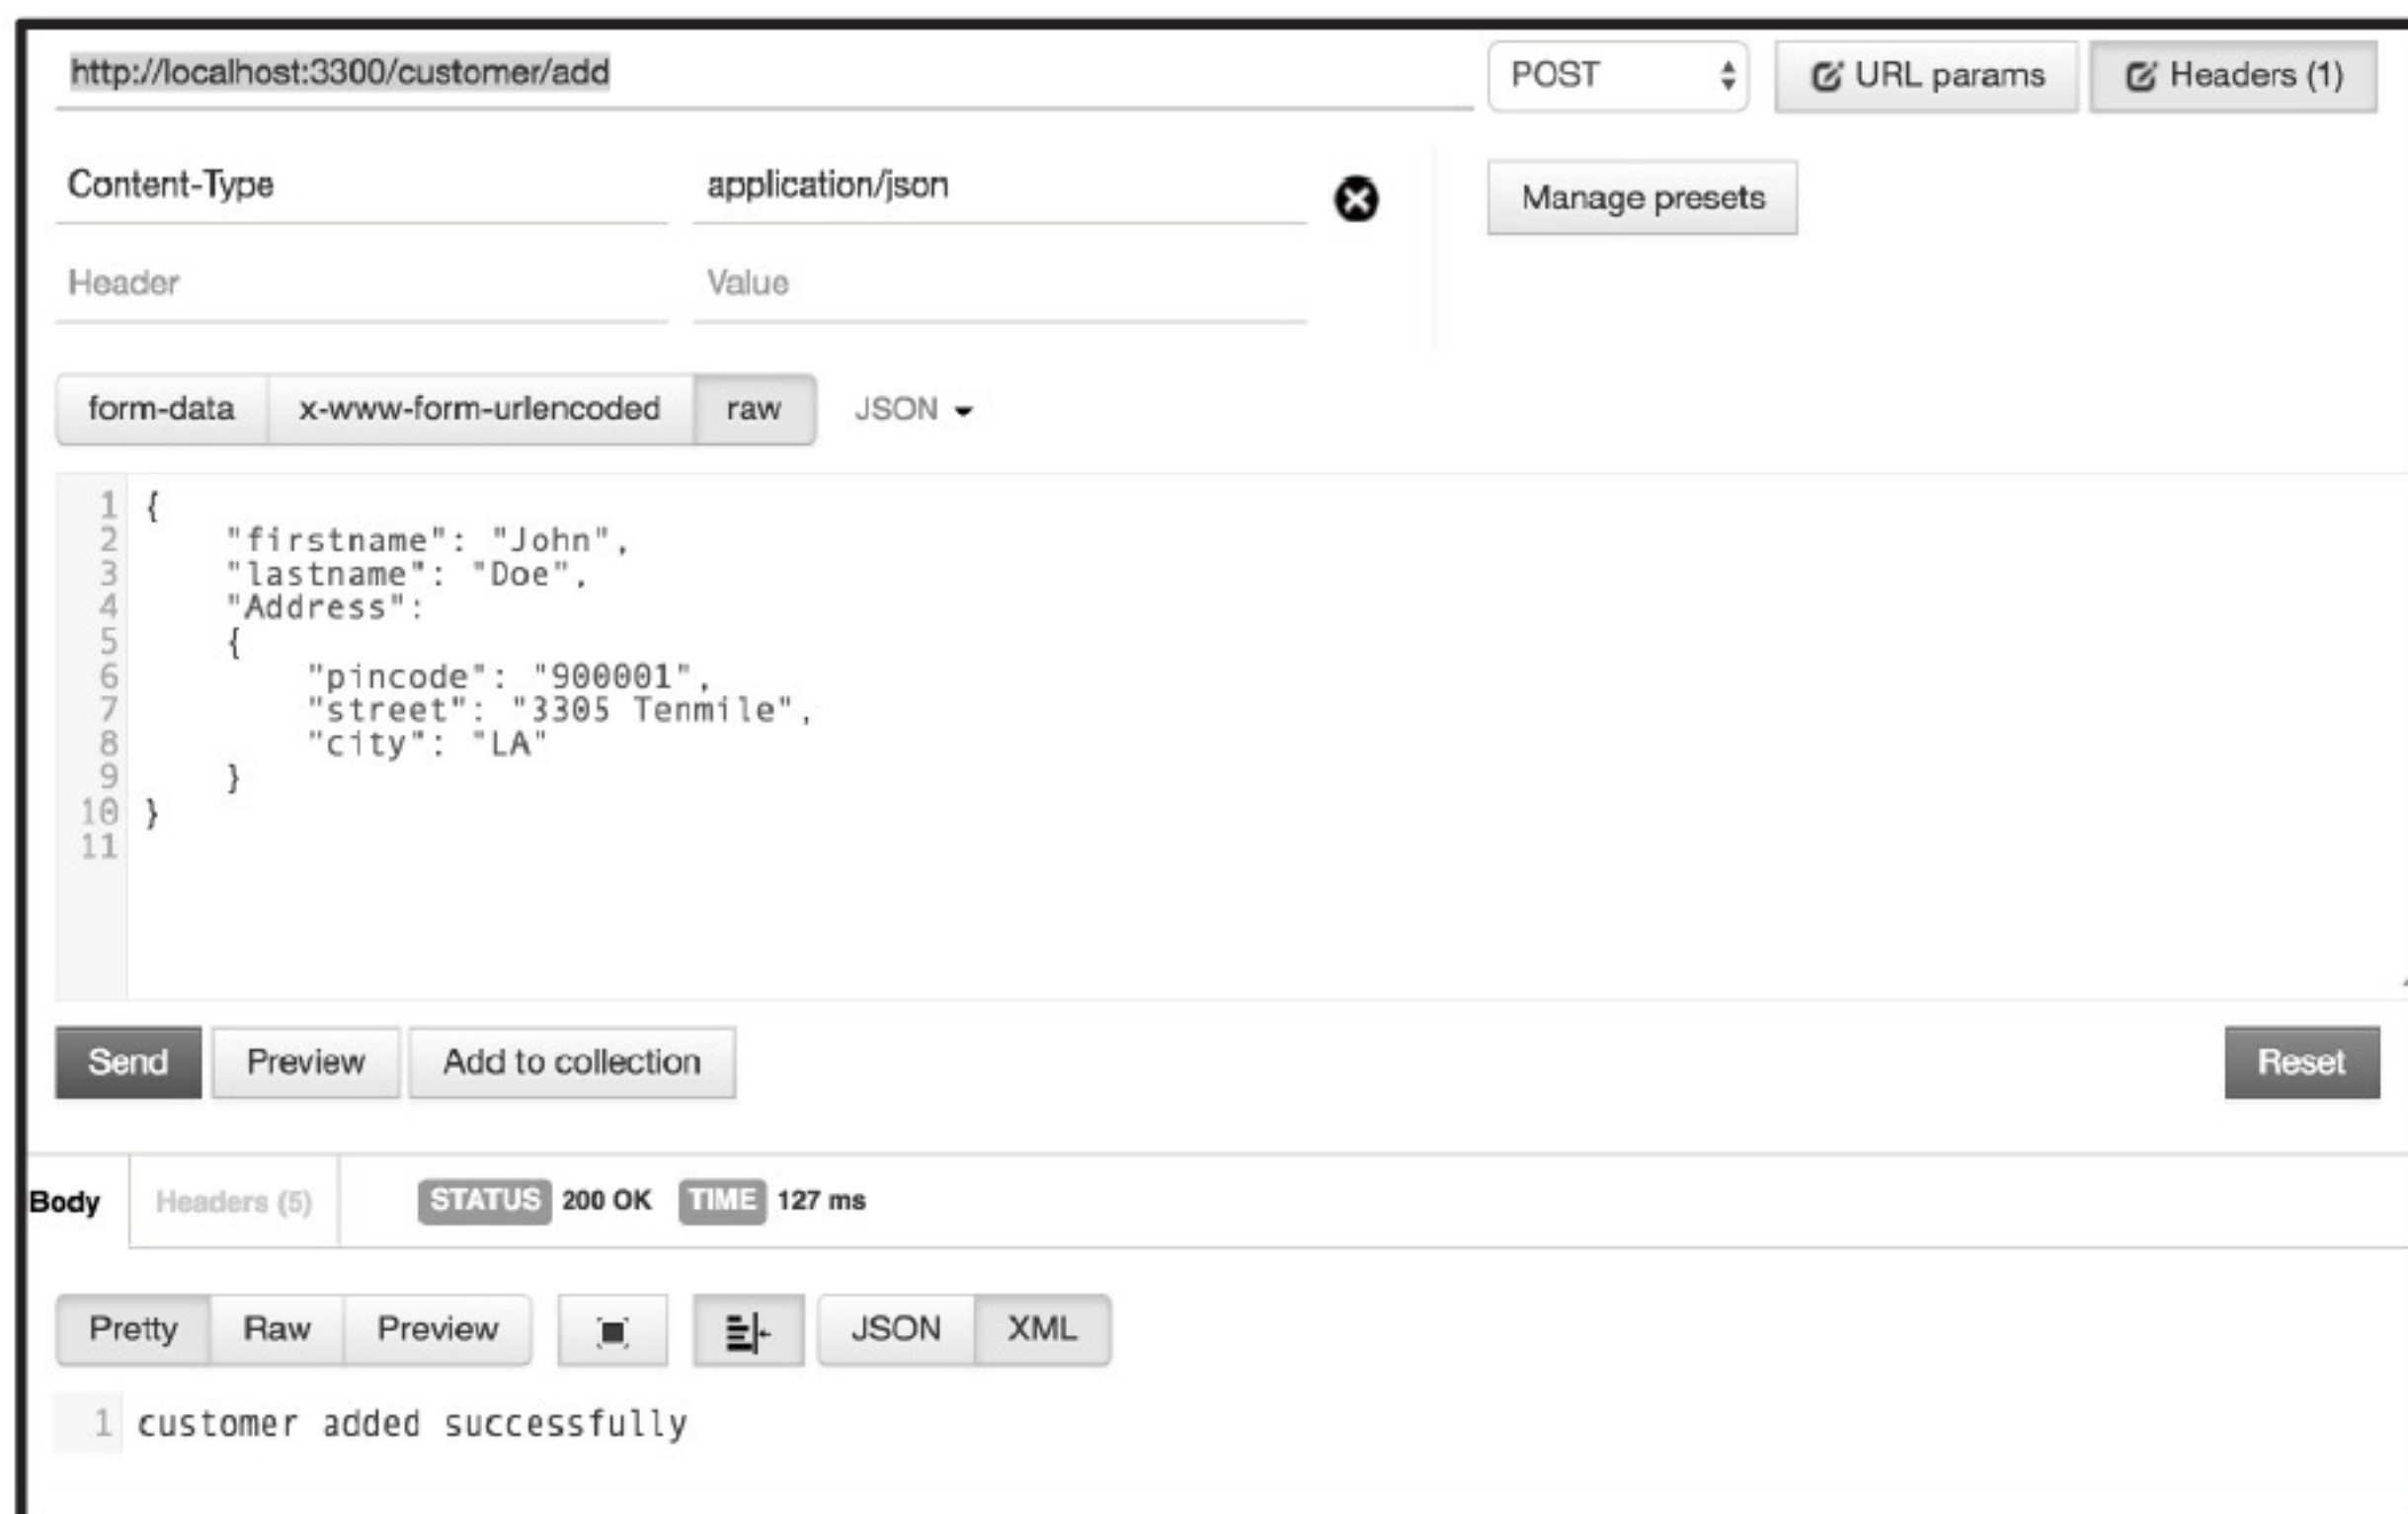 http://localhost:3300/customer/add POST URL params Headers (1)
Content-Type application/json Manage presets
Header Value
form-data x-www-form-urlencoded raw JSON
1 {
2 "firstname": "John",
3 "lastname": "Doe",
4 "Address":
5 {
6 "pincode": "900001",
7 "street": "3305 Tenmile",
8 "city": "LA"
9 }
10 }
11
Send Preview Add to collection Reset
Body Headers (5) STATUS 200 OK TIME 127 ms
Pretty Raw Preview JSON XML
1 customer added successfully